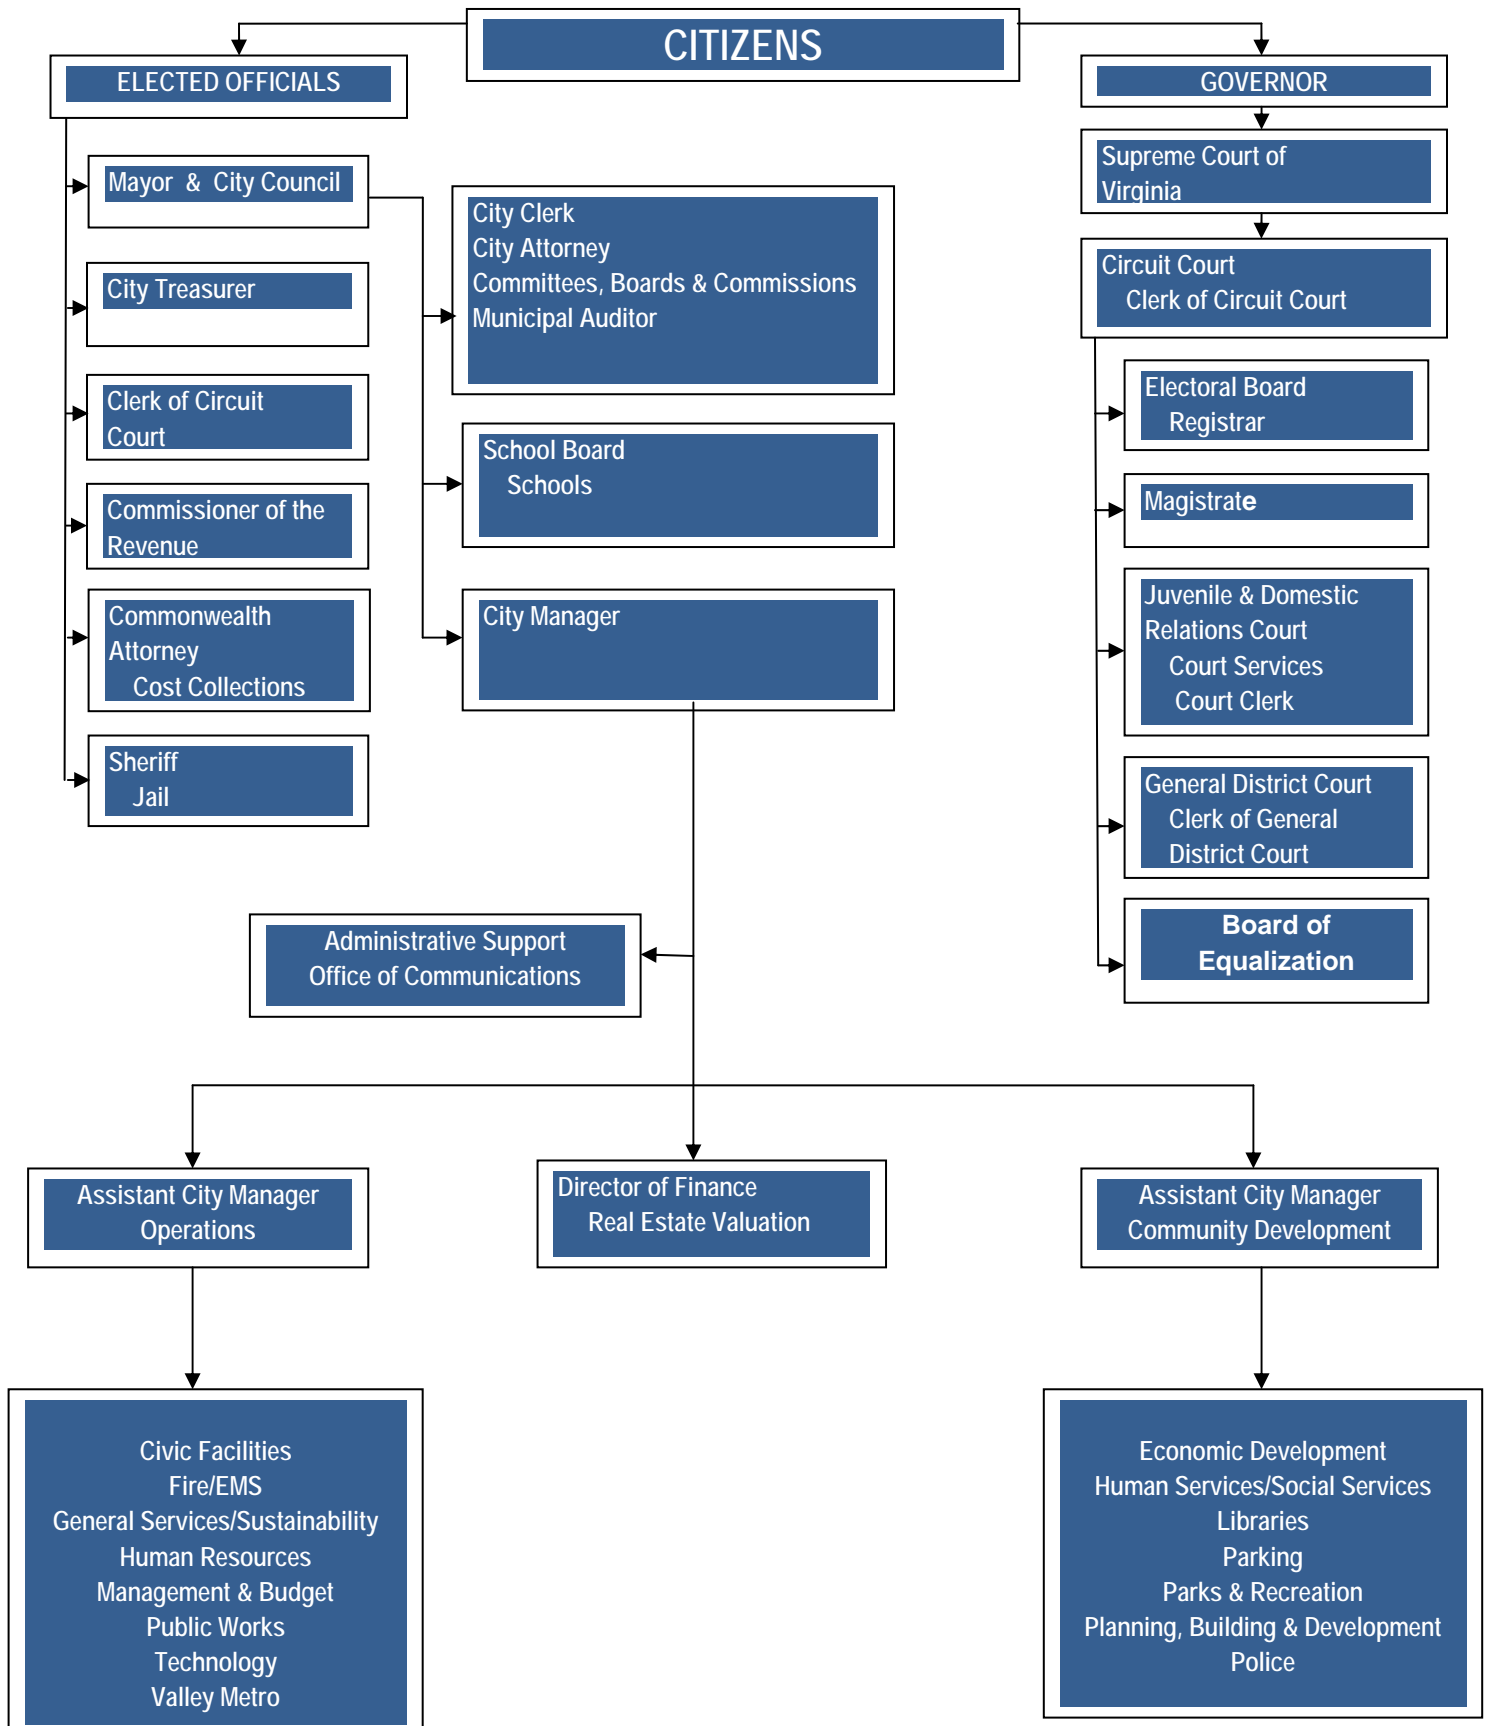 CITIZENS
ELECTED OFFICIALS
GOVERNOR
Mayor & City Council
City Treasurer
Clerk of Circuit
Court
Commissioner of the
Revenue
Commonwealth
Attorney
Cost Collections
Sheriff
Jail
City Clerk
City Attorney
Committees, Boards & Commissions
Municipal Auditor
School Board
Schools
City Manager
Supreme Court of
Virginia
Circuit Court
Clerk of Circuit Court
Electoral Board
Registrar
Magistrate
Juvenile & Domestic
Relations Court
Court Services
Court Clerk
General District Court
Clerk of General
District Court
Board of
Equalization
Administrative Support
Office of Communications
Assistant City Manager
Operations
Director of Finance
Real Estate Valuation
Assistant City Manager
Community Development
Civic Facilities
Fire/EMS
General Services/Sustainability
Human Resources
Management & Budget
Public Works
Technology
Valley Metro
Economic Development
Human Services/Social Services
Libraries
Parking
Parks & Recreation
Planning, Building & Development
Police